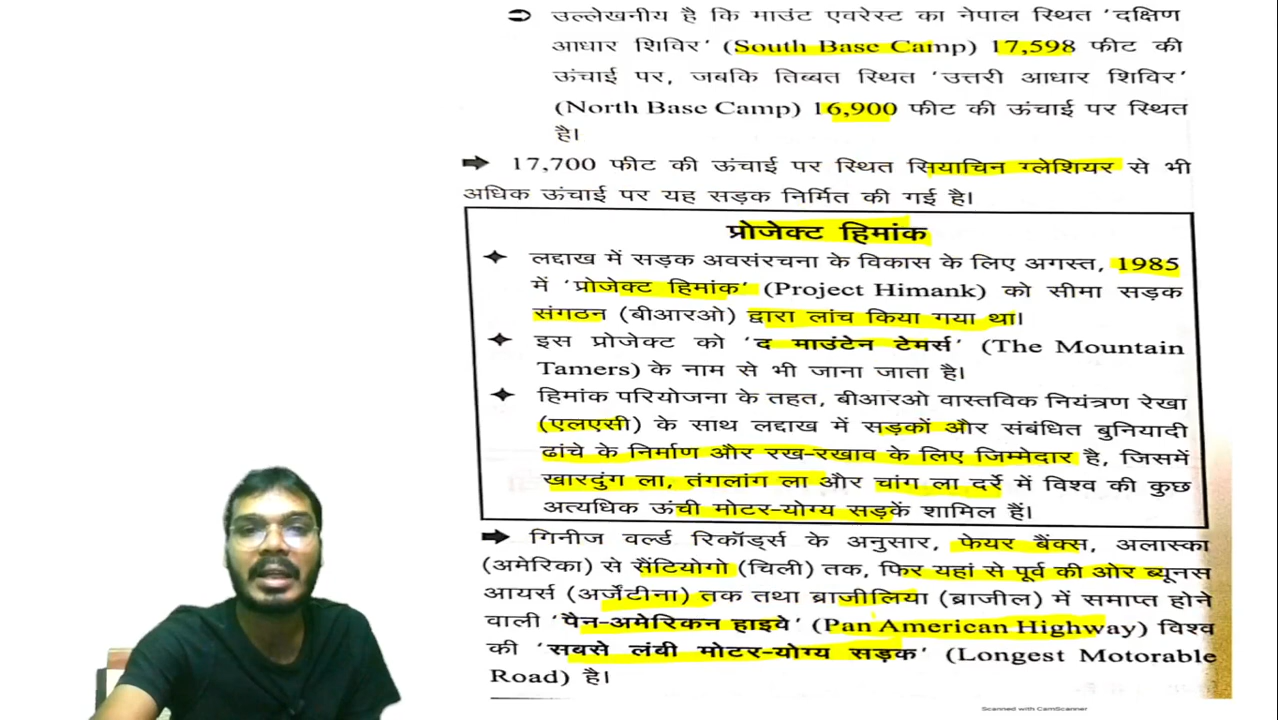 ➲ उल्लेखनीय है कि माउंट एवरेस्ट का नेपाल स्थित 'दक्षिण
आधार शिविर' (South Base Camp) 17,598 फीट की
ऊंचाई पर, जबकि तिब्बत स्थित 'उत्तरी आधार शिविर'
(North Base Camp) 16,900 फीट की ऊंचाई पर स्थित
है।
➡ 17,700 फीट की ऊंचाई पर स्थित सियाचिन ग्लेशियर से भी
अधिक ऊंचाई पर यह सड़क निर्मित की गई है।
प्रोजेक्ट हिमांक
✦ लद्दाख में सड़क अवसंरचना के विकास के लिए अगस्त, 1985
में 'प्रोजेक्ट हिमांक' (Project Himank) को सीमा सड़क
संगठन (बीआरओ) द्वारा लांच किया गया था।
✦ इस प्रोजेक्ट को 'द माउंटेन टेमर्स' (The Mountain
Tamers) के नाम से भी जाना जाता है।
✦ हिमांक परियोजना के तहत, बीआरओ वास्तविक नियंत्रण रेखा
(एलएसी) के साथ लद्दाख में सड़कों और संबंधित बुनियादी
ढांचे के निर्माण और रख-रखाव के लिए जिम्मेदार है, जिसमें
खारदुंग ला, तंगलांग ला और चांग ला दर्रे में विश्व की कुछ
अत्यधिक ऊंची मोटर-योग्य सड़कें शामिल हैं।
➡ गिनीज वर्ल्ड रिकॉर्ड्स के अनुसार, फेयर बैंक्स, अलास्का
(अमेरिका) से सैंटियोगो (चिली) तक, फिर यहां से पूर्व की ओर ब्यूनस
आयर्स (अर्जेंटीना) तक तथा ब्राजीलिया (ब्राजील) में समाप्त होने
वाली 'पैन-अमेरिकन हाइवे' (Pan American Highway) विश्व
की 'सबसे लंबी मोटर-योग्य सड़क' (Longest Motorable
Road) है।
Scanned with CamScanner